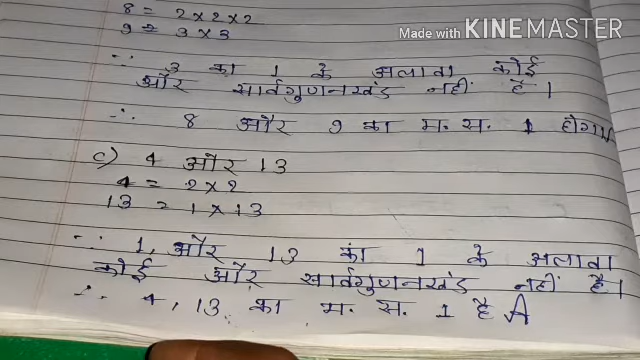 Made with KINEMASTER
8 = 2 x 2 x 2
9 = 3 x 3
∵ 3 का 1 के अलावा कोई
और सार्वगुणनखंड नहीं है।
∴ 8 और 9 का म. स. 1 होगा
c) 4 और 13
4 = 2 x 2
13 = 1 x 13
∵ 1, और 13 का 1 के अलावा
कोई और सार्वगुणनखंड नहीं है।
∴ 4, 13 का म. स. 1 है A